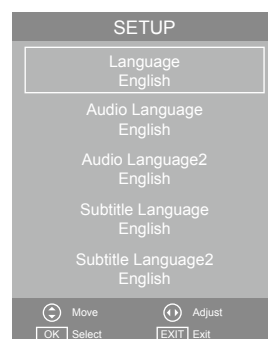 SETUP
Language
English
Audio Language
English
Audio Language2
English
Subtitle Language
English
Subtitle Language2
English
Move Adjust
OK Select EXIT Exit